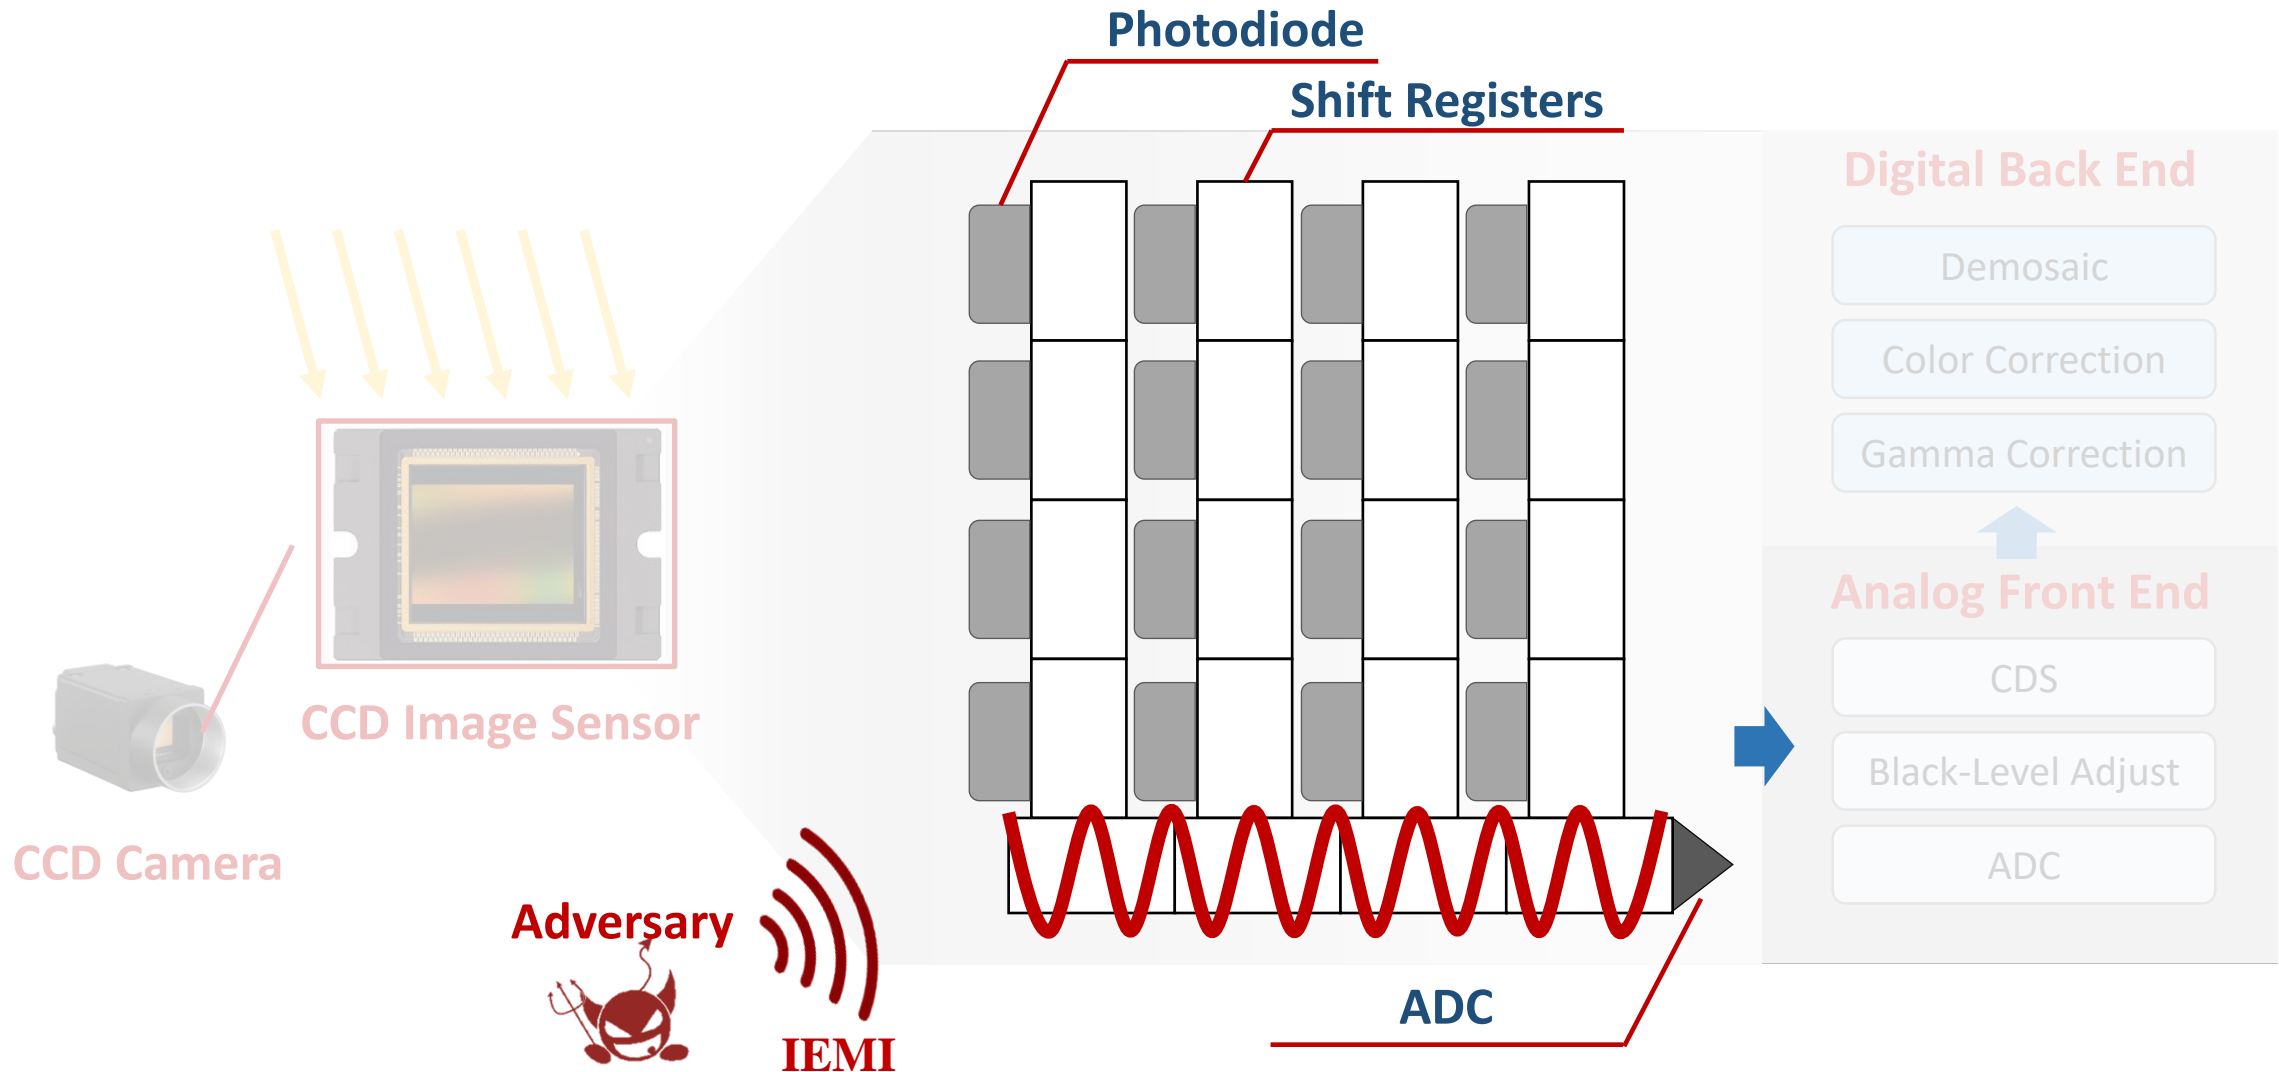 Photodiode
Shift Registers
Digital Back End
Demosaic
Color Correction
Gamma Correction
Analog Front End
CDS
Black-Level Adjust
ADC
CCD Image Sensor
CCD Camera
Adversary
IEMI
ADC